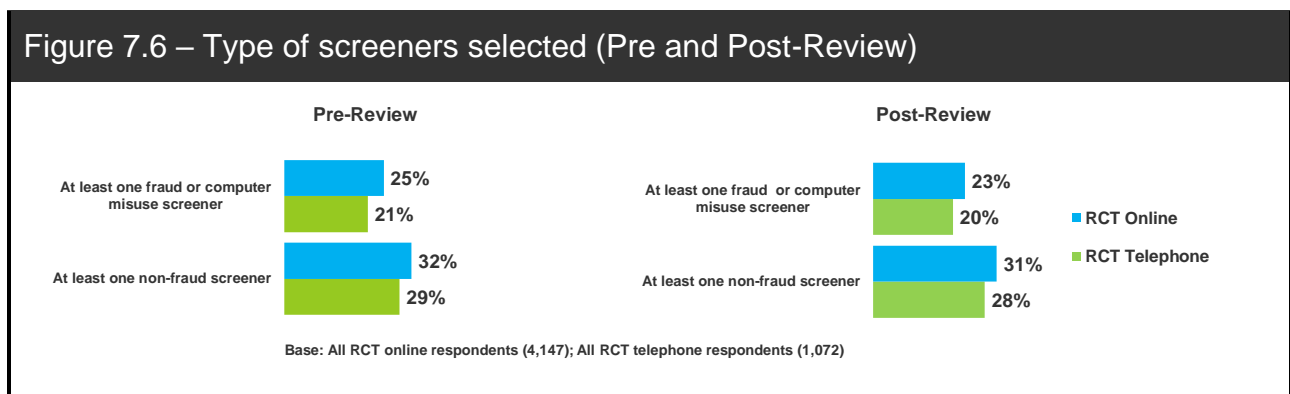 Figure 7.6 – Type of screeners selected (Pre and Post-Review)
Pre-Review
At least one fraud or computer
misuse screener
25%
21%
At least one non-fraud screener
32%
29%
Post-Review
At least one fraud or computer
misuse screener
23%
20%
At least one non-fraud screener
31%
28%
RCT Online
RCT Telephone
Base: All RCT online respondents (4,147); All RCT telephone respondents (1,072)